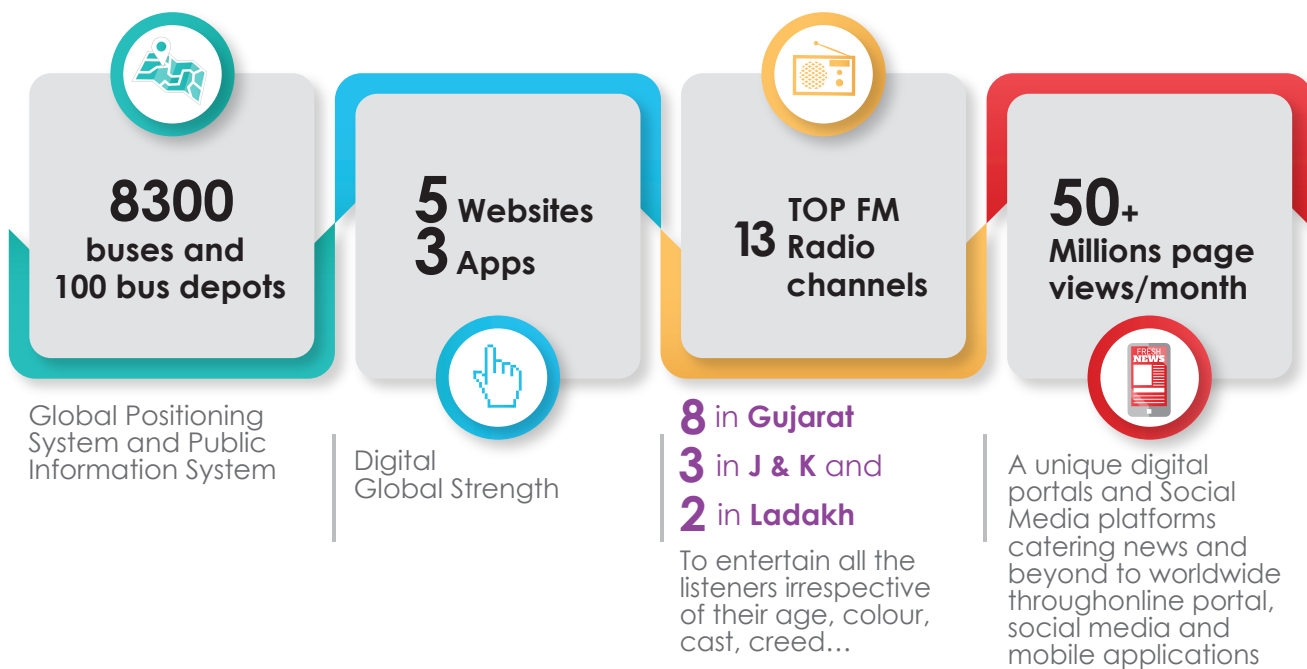 8300
buses and
100 bus depots
Global Positioning
System and Public
Information System
5 Websites
3 Apps
Digital
Global Strength
13 TOP FM
Radio
channels
8 in Gujarat
3 in J & K and
2 in Ladakh
To entertain all the
listeners irrespective
of their age, colour,
cast, creed…
50+
Millions page
views/month
FRESH
NEWS
A unique digital
portals and Social
Media platforms
catering news and
beyond to worldwide
throughonline portal,
social media and
mobile applications